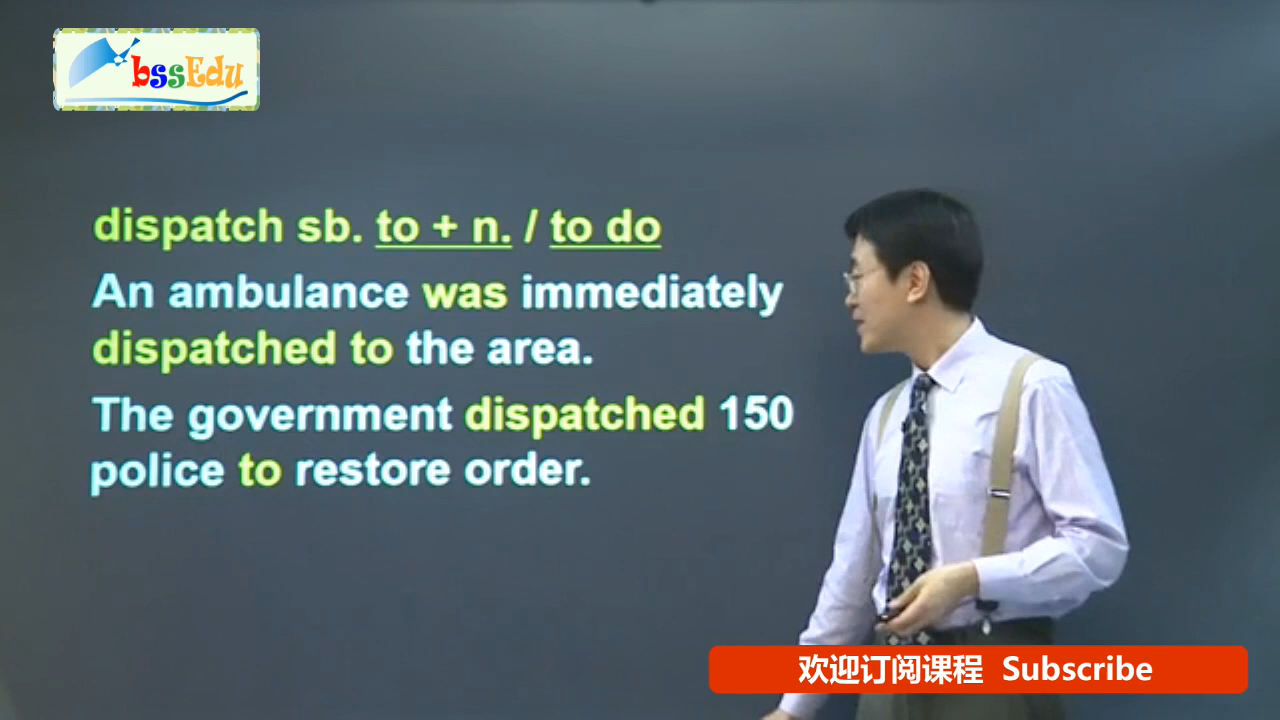 bssEdu
dispatch sb. to + n. / to do
An ambulance was immediately
dispatched to the area.
The government dispatched 150
police to restore order.
欢迎订阅课程 Subscribe